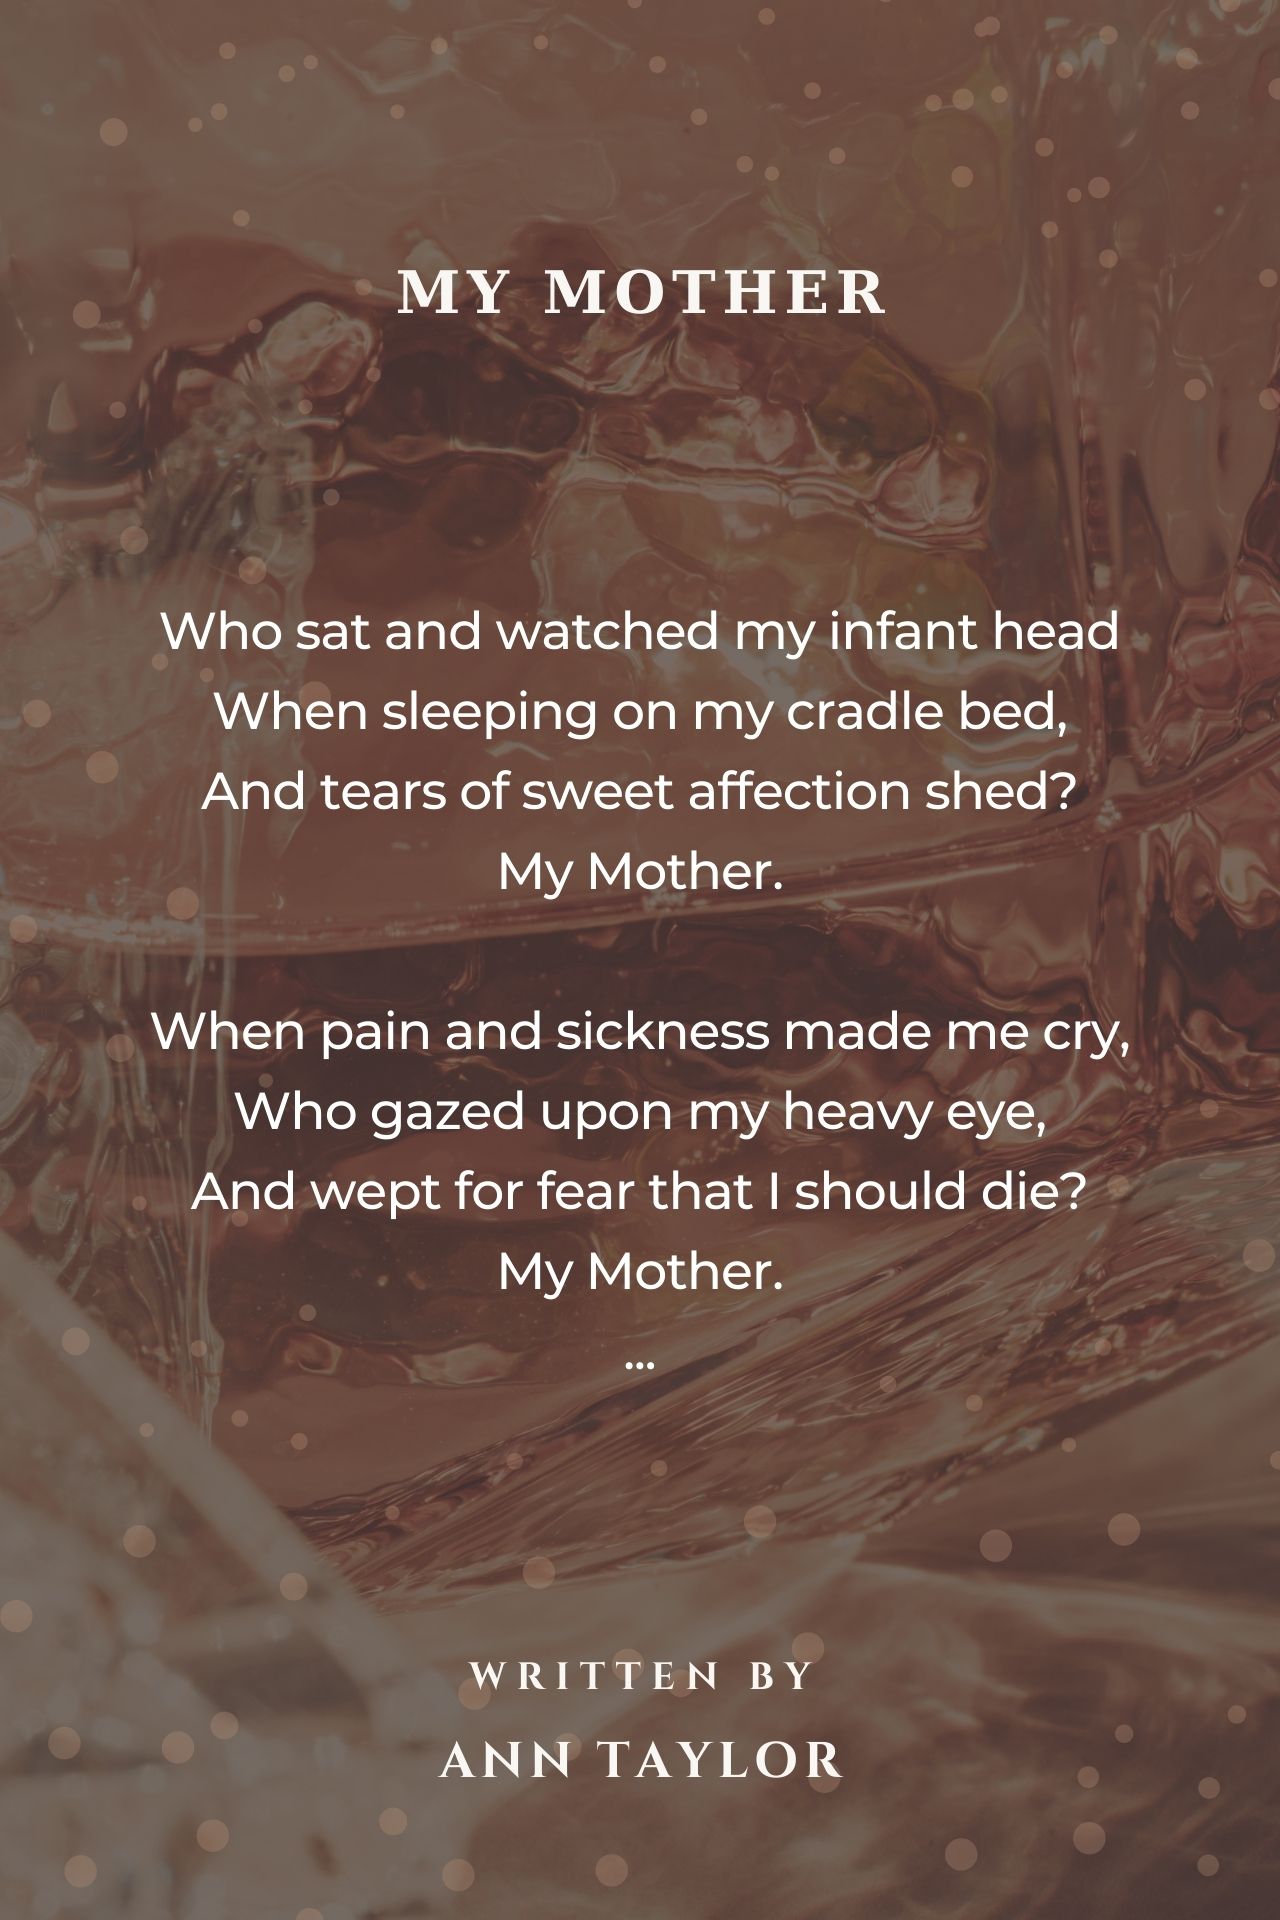 MY MOTHER
Who sat and watched my infant head
When sleeping on my cradle bed,
And tears of sweet affection shed?
My Mother.
When pain and sickness made me cry,
Who gazed upon my heavy eye,
And wept for fear that I should die?
My Mother.
...
WRITTEN BY
ANN TAYLOR